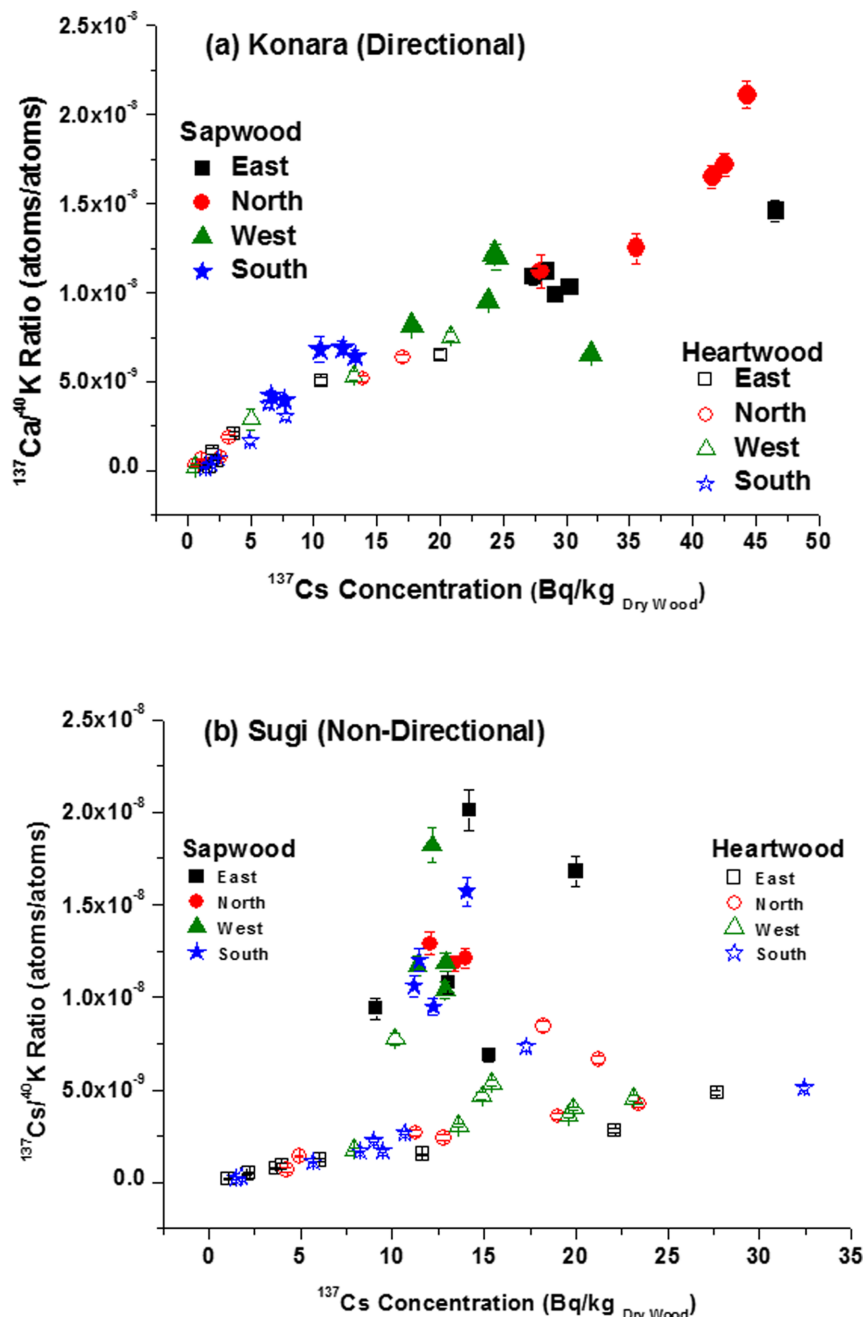 (a) Konara (Directional)
2.5x10⁻⁸
2.0x10⁻⁸
1.5x10⁻⁸
1.0x10⁻⁸
5.0x10⁻⁹
0.0
¹³⁷Ca/⁴⁰K Ratio (atoms/atoms)
Sapwood
East
North
West
South
Heartwood
East
North
West
South
0 5 10 15 20 25 30 35 40 45 50
¹³⁷Cs Concentration (Bq/kg Dry Wood)
(b) Sugi (Non-Directional)
2.5x10⁻⁸
2.0x10⁻⁸
1.5x10⁻⁸
1.0x10⁻⁸
5.0x10⁻⁹
0.0
¹³⁷Cs/⁴⁰K Ratio (atoms/atoms)
Sapwood
East
North
West
South
Heartwood
East
North
West
South
0 5 10 15 20 25 30 35
¹³⁷Cs Concentration (Bq/kg Dry Wood)